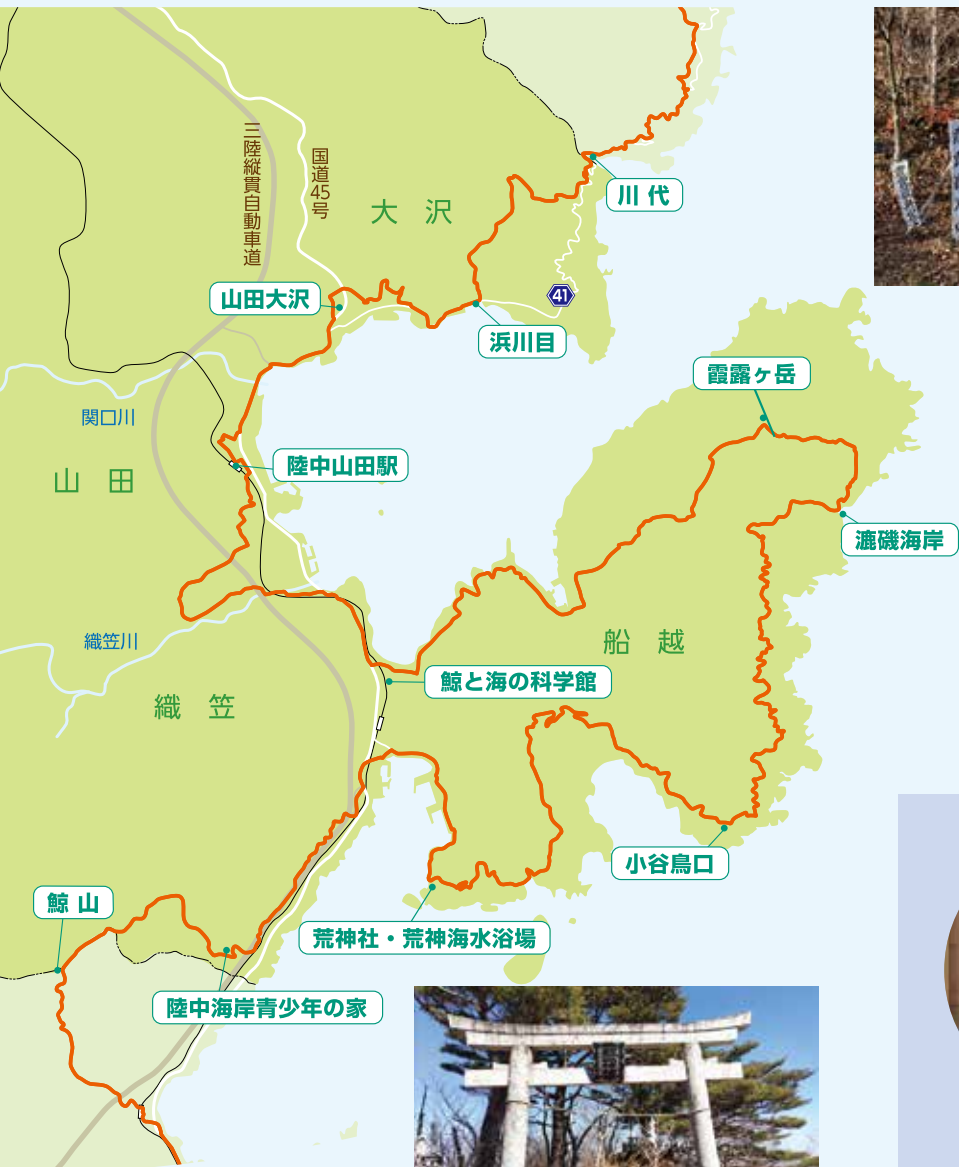 三陸縦貫自動車道
国道45号
大沢
川代
41
山田大沢
浜川目
霞露ヶ岳
関口川
山田
陸中山田駅
漉磯海岸
船越
織笠川
鯨と海の科学館
織笠
小谷鳥口
鯨山
荒神社・荒神海水浴場
陸中海岸青少年の家